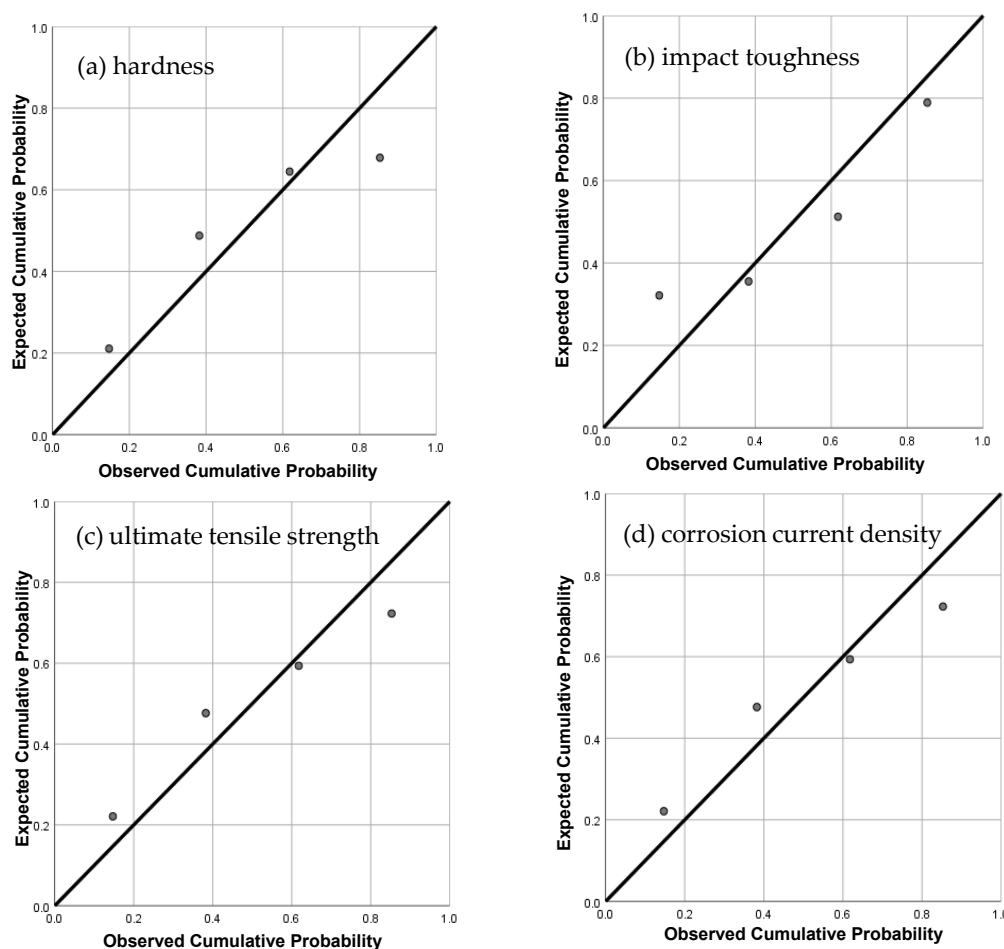 (a) hardness
Expected Cumulative Probability
1.0
0.8
0.6
0.4
0.2
0.0
0.0 0.2 0.4 0.6 0.8 1.0
Observed Cumulative Probability
(b) impact toughness
Expected Cumulative Probability
1.0
0.8
0.6
0.4
0.2
0.0
0.0 0.2 0.4 0.6 0.8 1.0
Observed Cumulative Probability
(c) ultimate tensile strength
Expected Cumulative Probability
1.0
0.8
0.6
0.4
0.2
0.0
0.0 0.2 0.4 0.6 0.8 1.0
Observed Cumulative Probability
(d) corrosion current density
Expected Cumulative Probability
1.0
0.8
0.6
0.4
0.2
0.0
0.0 0.2 0.4 0.6 0.8 1.0
Observed Cumulative Probability